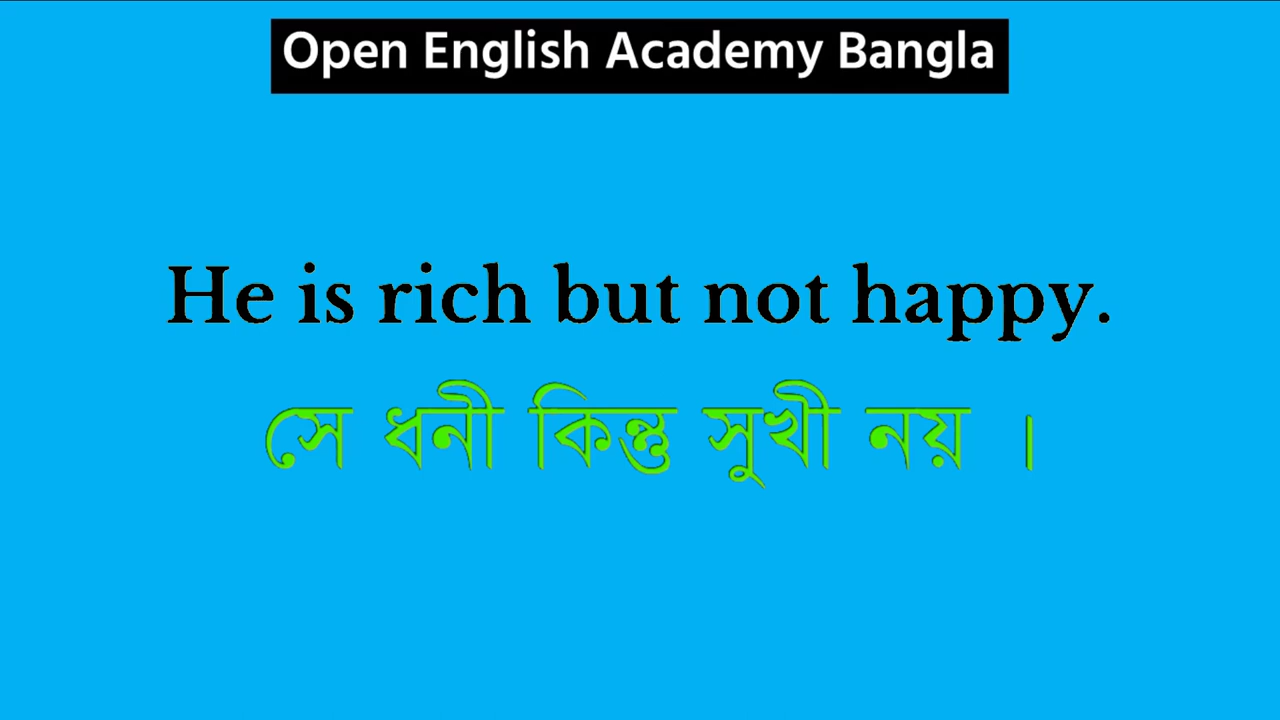 Open English Academy Bangla
He is rich but not happy.
সে ধনী কিন্তু সুখী নয় ।